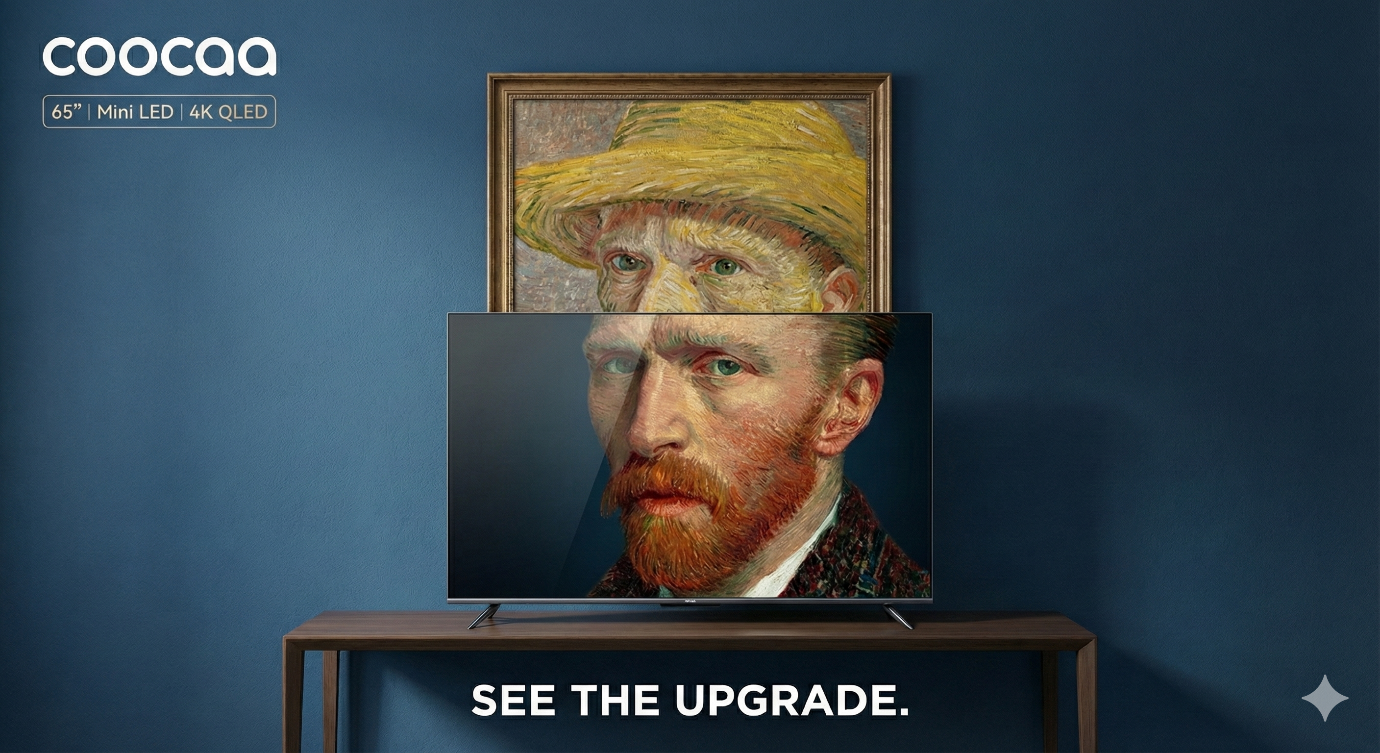 coocaa
65” | Mini LED | 4K QLED
SEE THE UPGRADE.